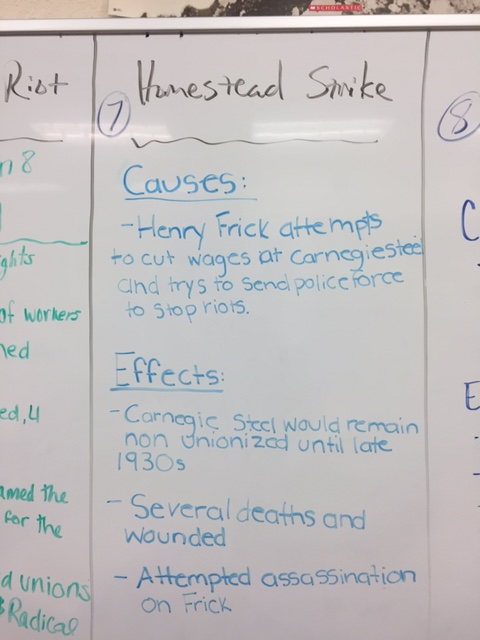 SCHOLASTIC
Riot
n 8
ghts
of workers
ned
ed, 4
amed the
for the
d unions
Radical
7
Homestead Strike
Causes:
- Henry Frick attempts
to cut wages at Carnegie steel
and trys to send police force
to stop riots.
Effects:
- Carnegie Steel would remain
non unionized until late
1930s
- Several deaths and
wounded
- Attempted assassination
on Frick
8
C
E